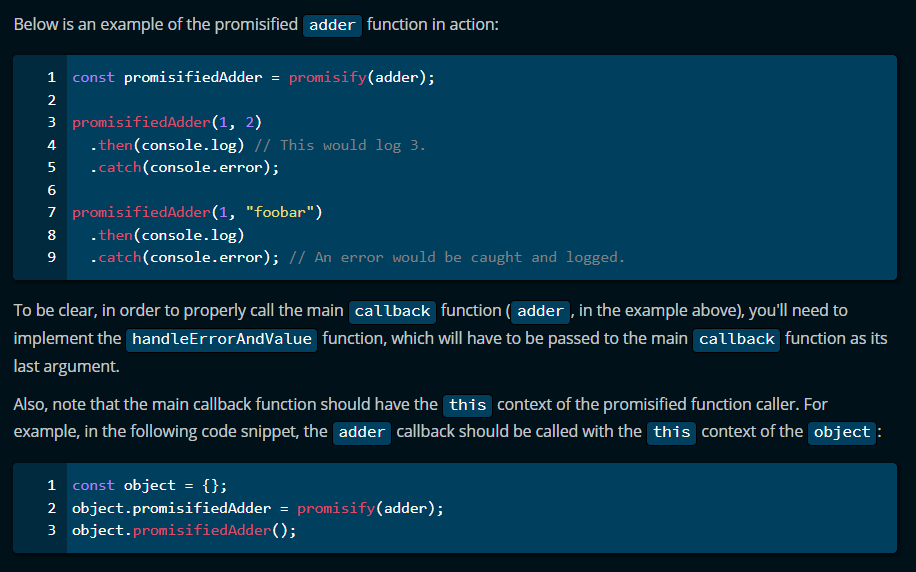 Below is an example of the promisified adder function in action:
1 const promisifiedAdder = promisify(adder);
2
3 promisifiedAdder(1, 2)
4   .then(console.log) // This would log 3.
5   .catch(console.error);
6
7 promisifiedAdder(1, "foobar")
8   .then(console.log)
9   .catch(console.error); // An error would be caught and logged.
To be clear, in order to properly call the main callback function ( adder , in the example above), you'll need to
implement the handleErrorAndValue function, which will have to be passed to the main callback function as its
last argument.
Also, note that the main callback function should have the this context of the promisified function caller. For
example, in the following code snippet, the adder callback should be called with the this context of the object :
1 const object = {};
2 object.promisifiedAdder = promisify(adder);
3 object.promisifiedAdder();